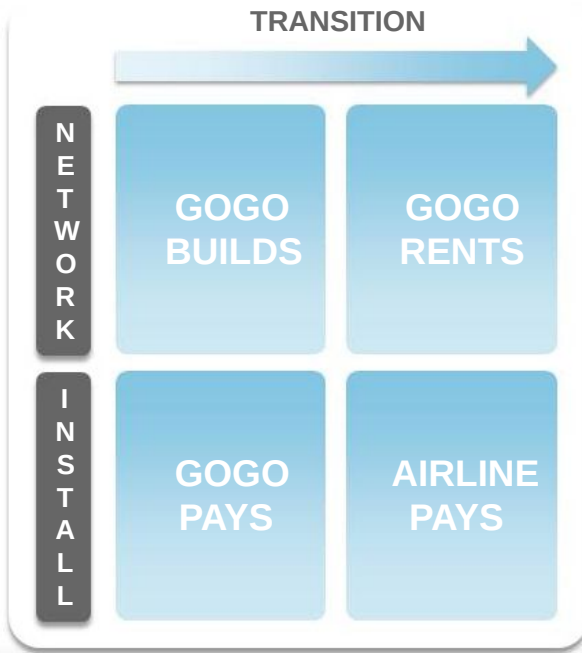 TRANSITION
NETWORK
GOGO
BUILDS
GOGO
RENTS
INSTALL
GOGO
PAYS
AIRLINE
PAYS